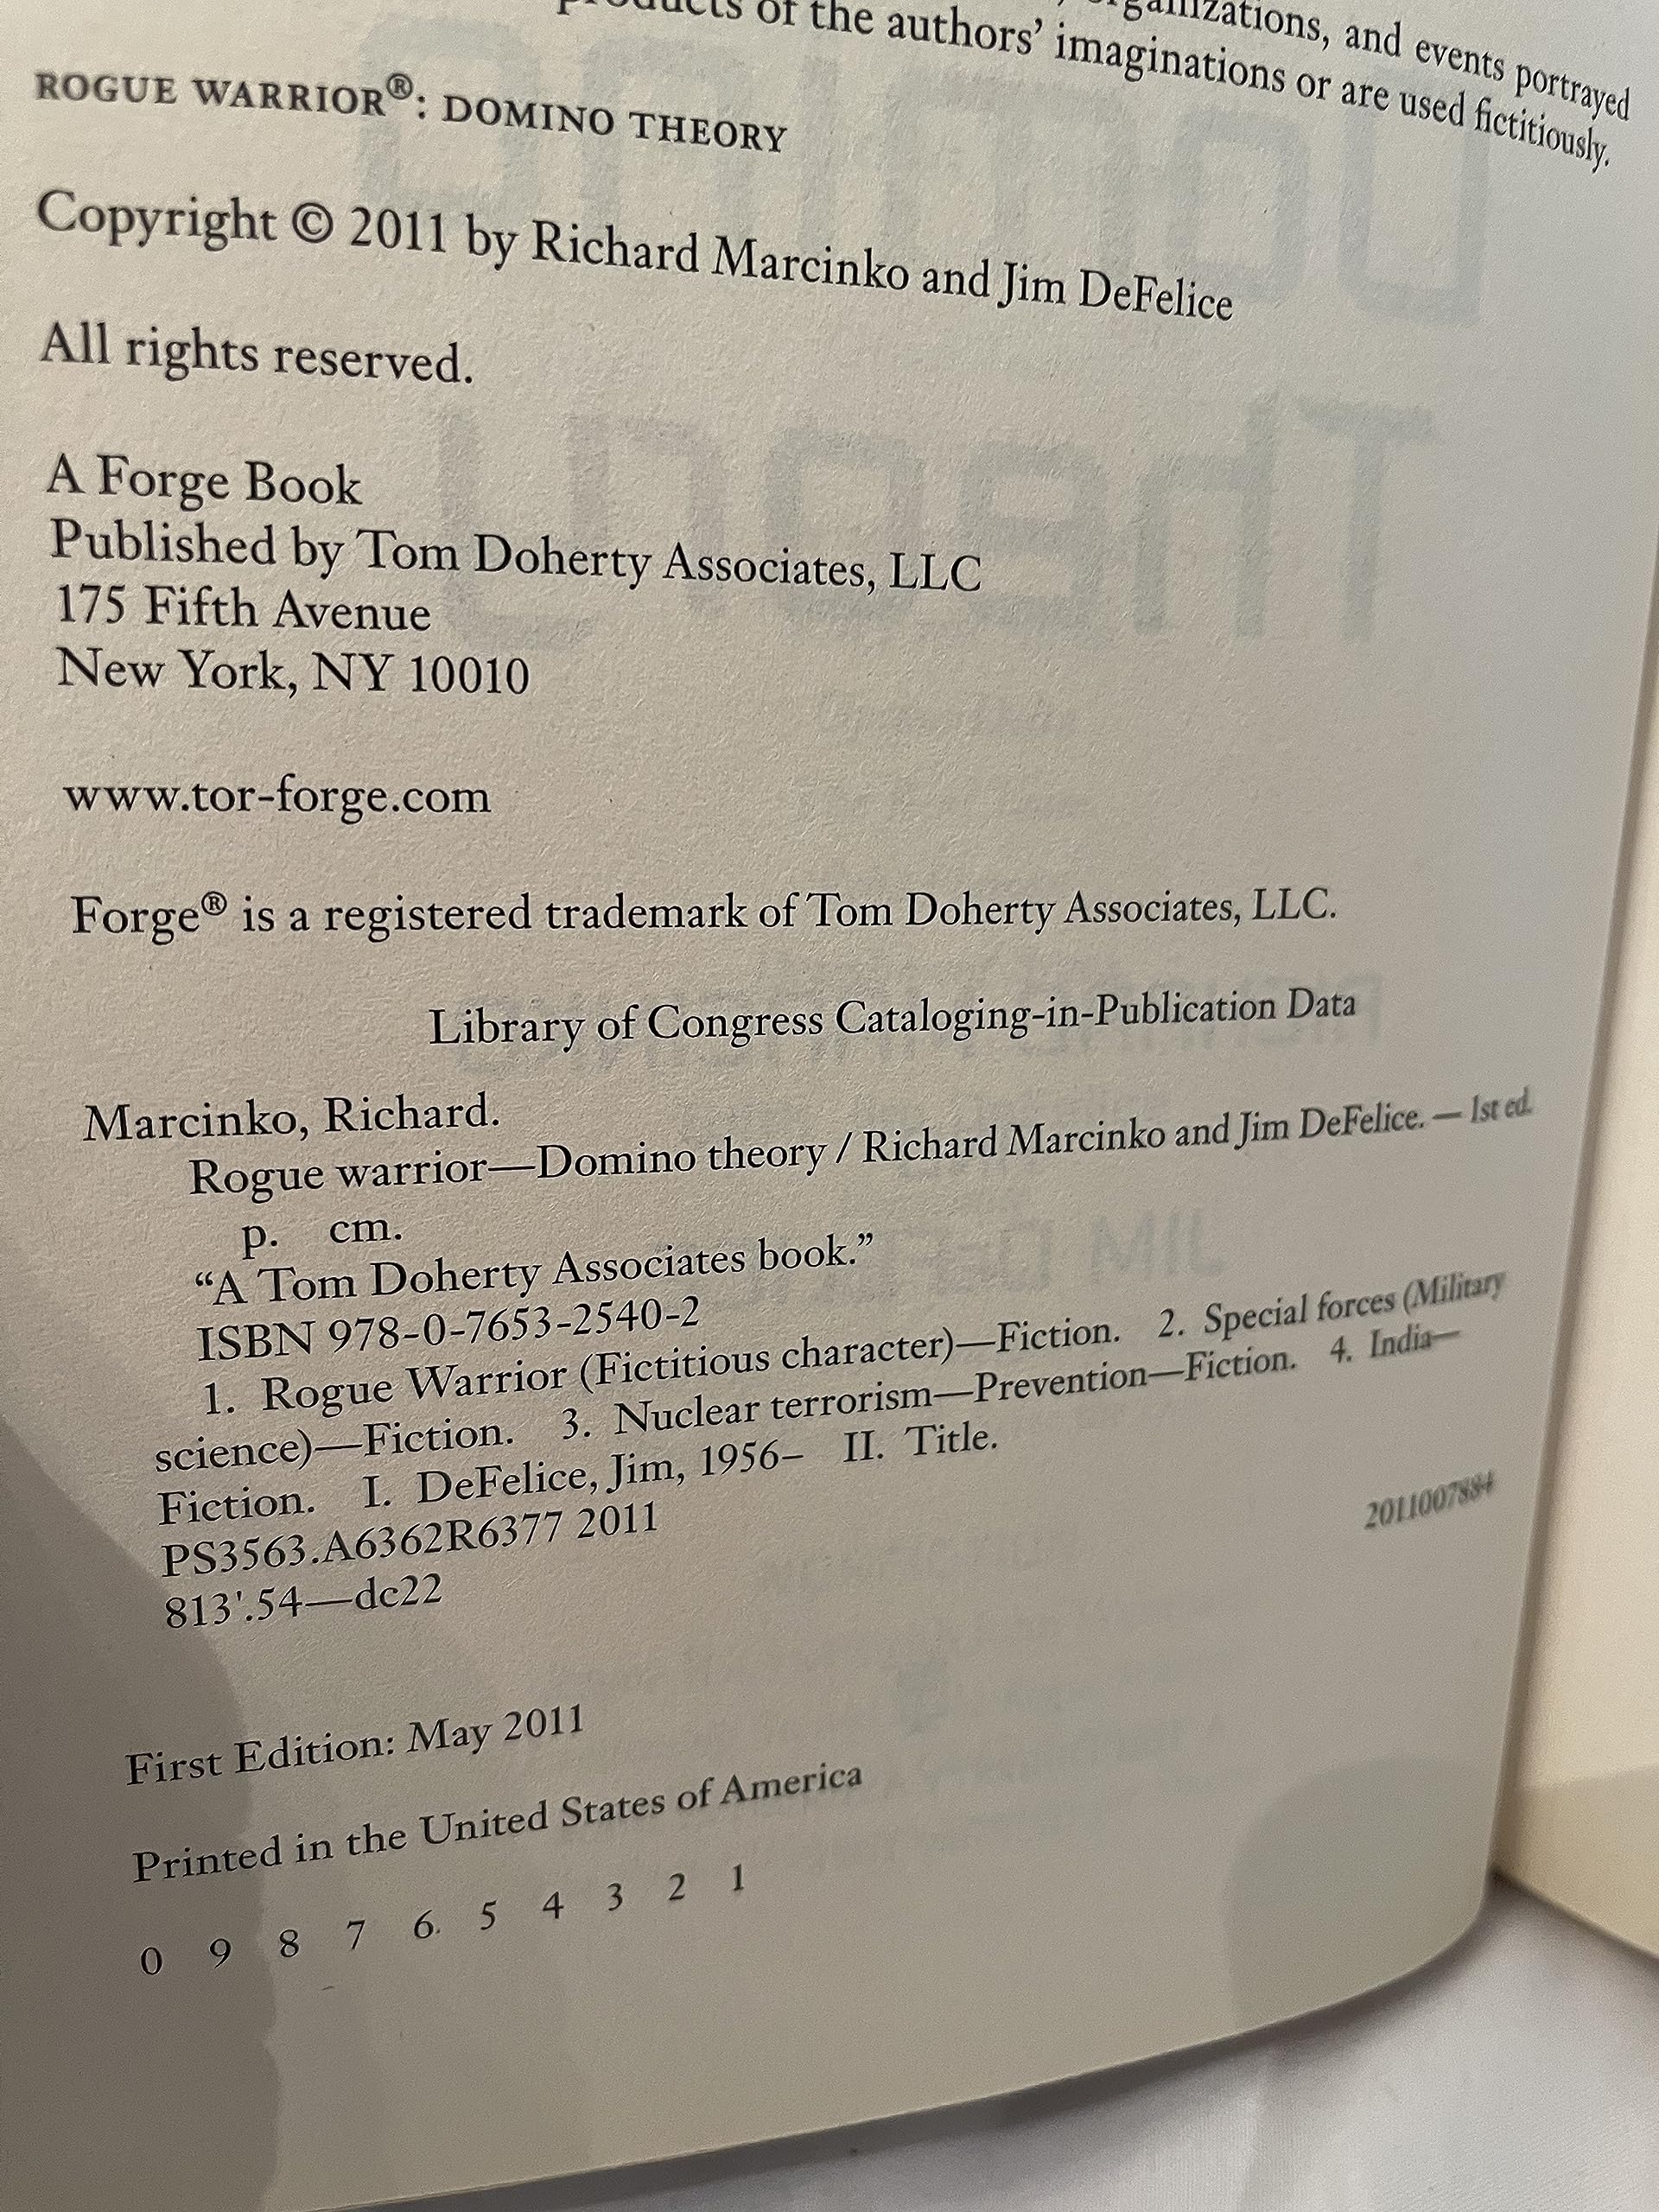 organizations, and events portrayed
products of the authors’ imaginations or are used fictitiously.
ROGUE WARRIOR®: DOMINO THEORY
Copyright © 2011 by Richard Marcinko and Jim DeFelice
All rights reserved.
A Forge Book
Published by Tom Doherty Associates, LLC
175 Fifth Avenue
New York, NY 10010
www.tor-forge.com
Forge® is a registered trademark of Tom Doherty Associates, LLC.
Library of Congress Cataloging-in-Publication Data
Marcinko, Richard.
Rogue warrior—Domino theory / Richard Marcinko and Jim DeFelice. — 1st ed.
p. cm.
“A Tom Doherty Associates book.”
ISBN 978-0-7653-2540-2
1. Rogue Warrior (Fictitious character)—Fiction. 2. Special forces (Military
science)—Fiction. 3. Nuclear terrorism—Prevention—Fiction. 4. India—
Fiction. I. DeFelice, Jim, 1956– II. Title.
PS3563.A6362R6377 2011
813'.54—dc22
2011007884
First Edition: May 2011
Printed in the United States of America
0 9 8 7 6 5 4 3 2 1